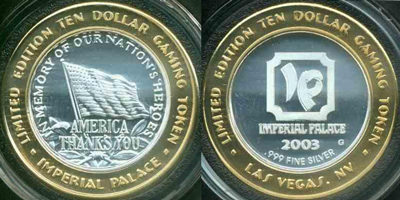 LIMITED EDITION TEN DOLLAR GAMING TOKEN
IMPERIAL PALACE
IN MEMORY OF OUR NATION'S HEROES
AMERICA
THANKS YOU
LIMITED EDITION TEN DOLLAR GAMING TOKEN
LAS VEGAS, NV
IP
IMPERIAL PALACE
2003
G
.999 FINE SILVER